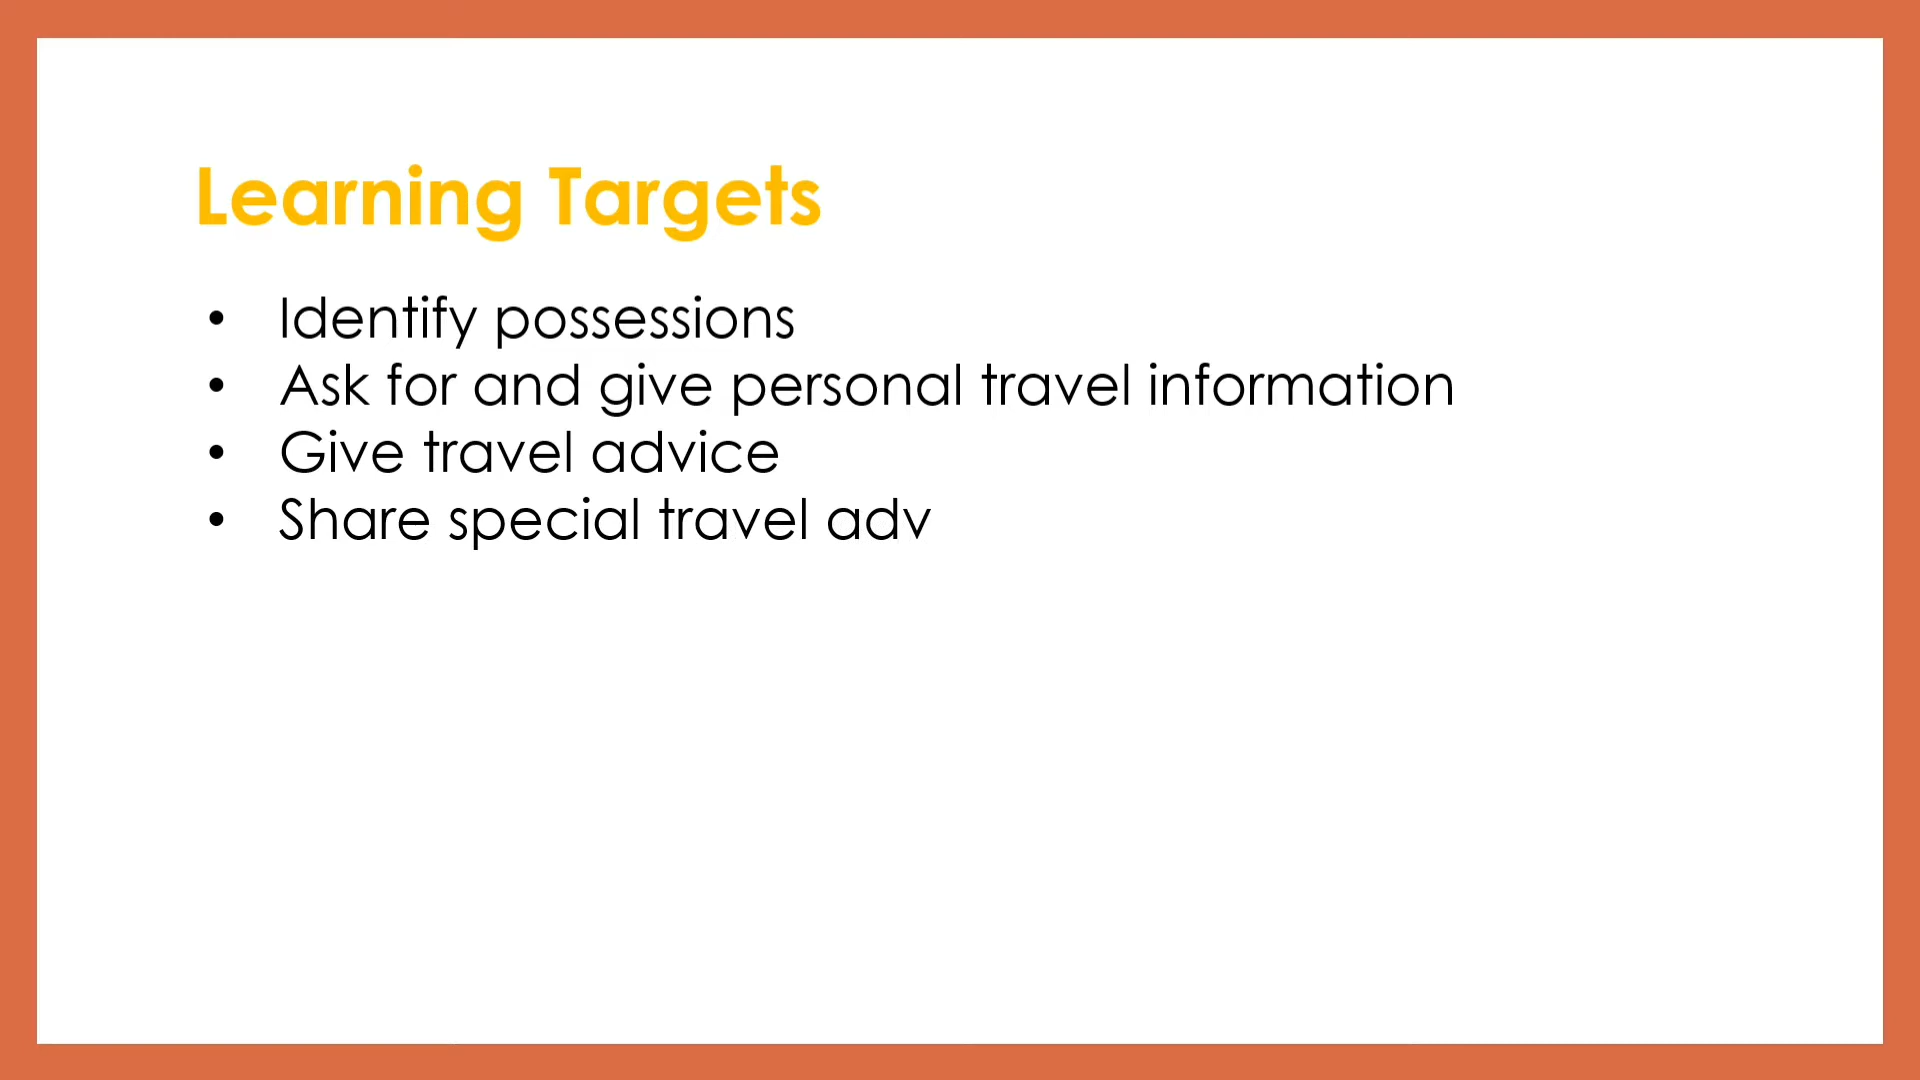 Learning Targets
• Identify possessions
• Ask for and give personal travel information
• Give travel advice
• Share special travel adv